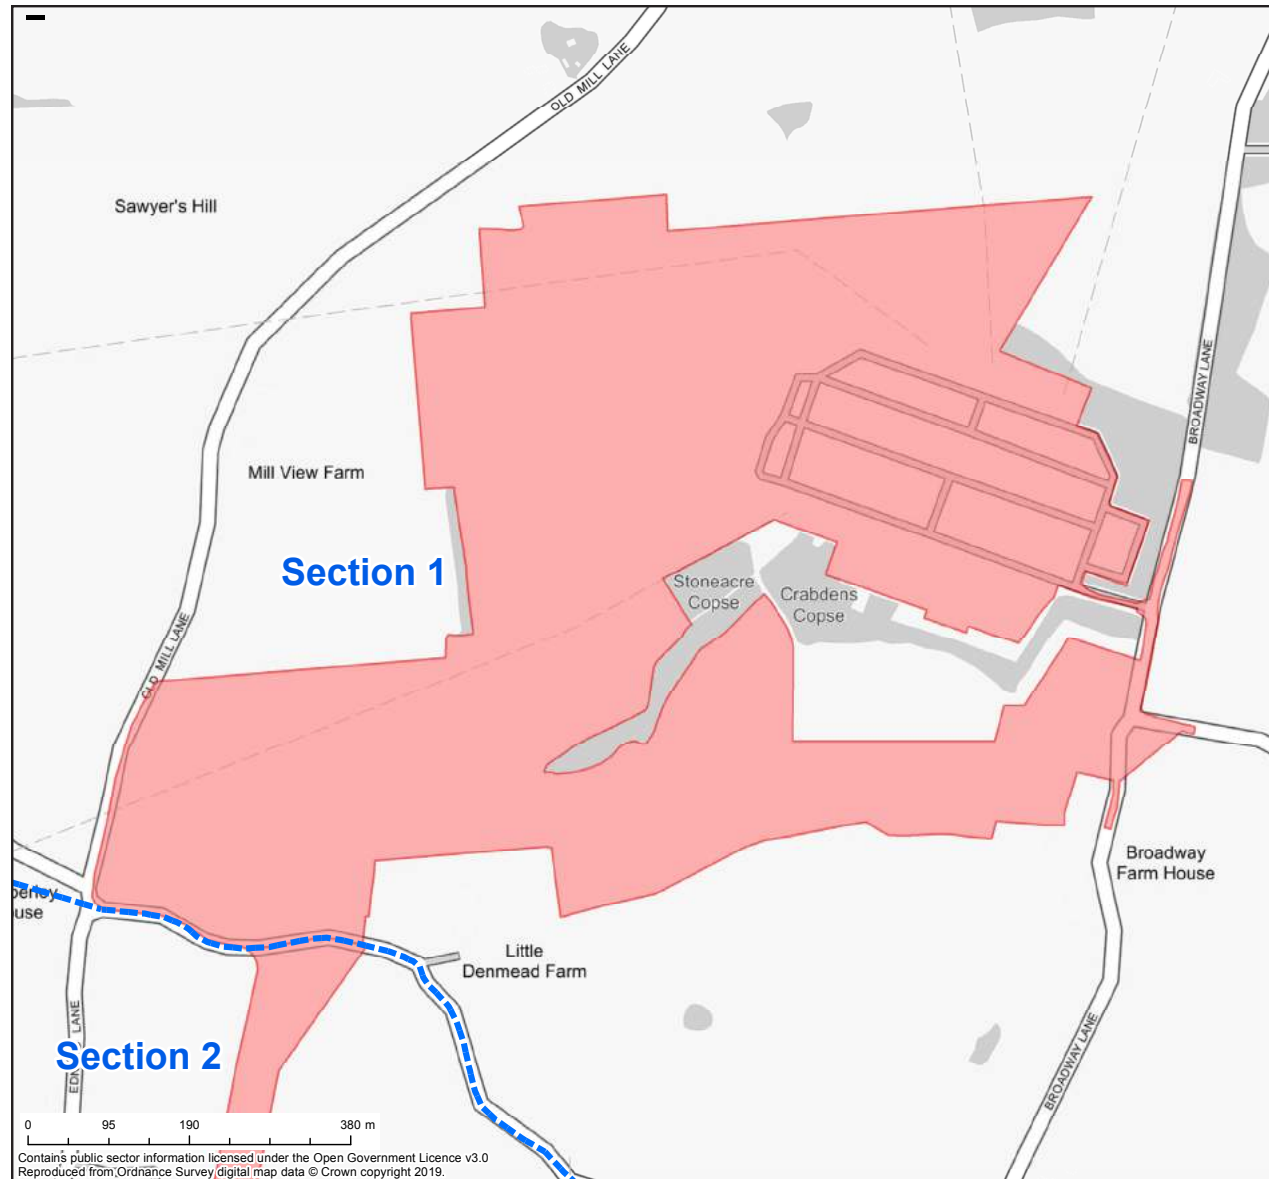 OLD MILL LANE
Sawyer's Hill
BROADWAY LANE
Mill View Farm
Section 1
Stoneacre
Copse
Crabdens
Copse
OLD MILL LANE
Broadway
Farm House
Little
Denmead Farm
LANE
Section 2
BROADWAY LANE
0 95 190 380 m
Contains public sector information licensed under the Open Government Licence v3.0
Reproduced from Ordnance Survey digital map data © Crown copyright 2019.